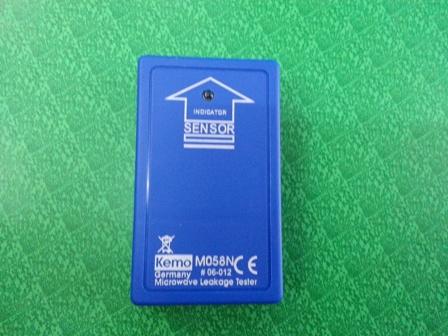 INDICATOR
SENSOR
Kemo M058N CE
Germany # 06-012
Microwave Leakage Tester